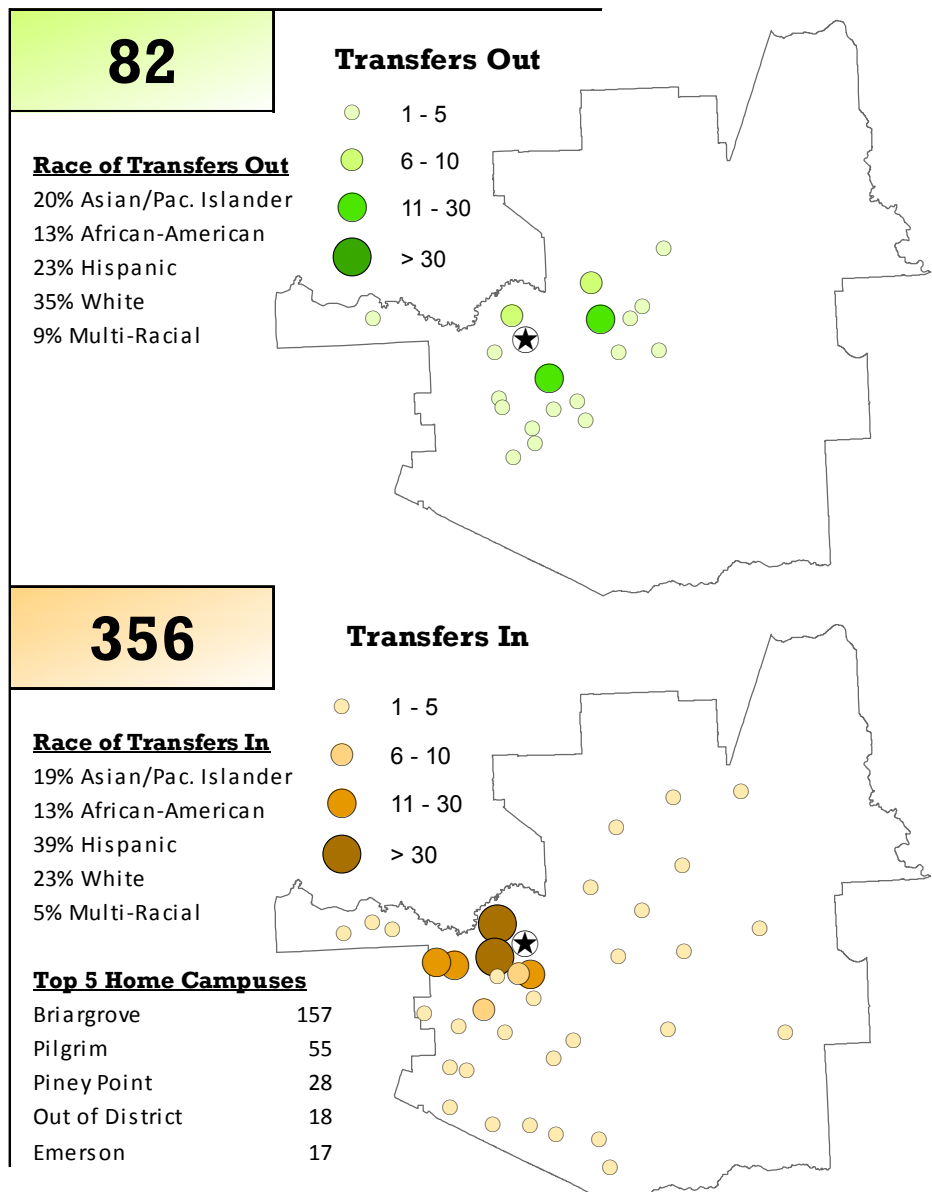 82
Transfers Out
1 - 5
6 - 10
11 - 30
> 30
Race of Transfers Out
20% Asian/Pac. Islander
13% African-American
23% Hispanic
35% White
9% Multi-Racial
356
Transfers In
1 - 5
6 - 10
11 - 30
> 30
Race of Transfers In
19% Asian/Pac. Islander
13% African-American
39% Hispanic
23% White
5% Multi-Racial
Top 5 Home Campuses
Briargrove 157
Pilgrim 55
Piney Point 28
Out of District 18
Emerson 17